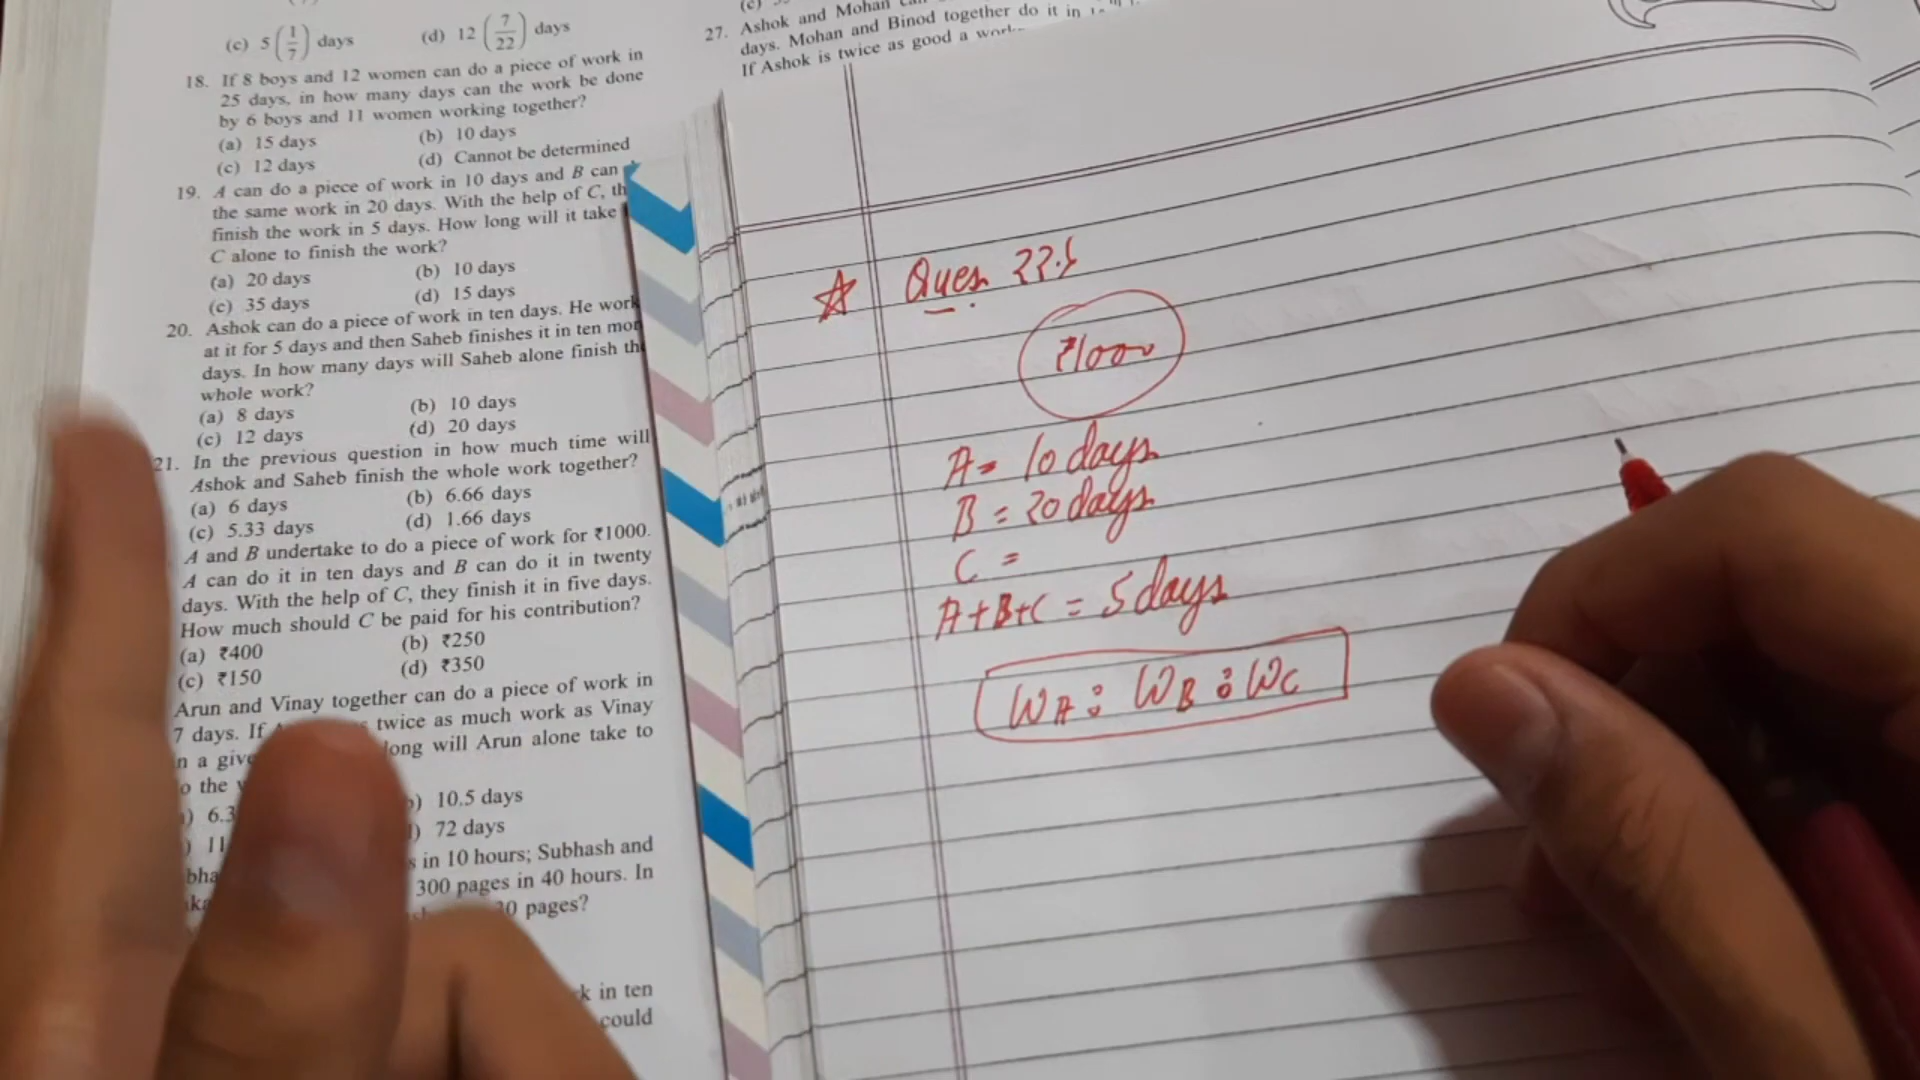 (c) 5 (1/7) days (d) 12 (7/22) days
18. If 8 boys and 12 women can do a piece of work in
25 days, in how many days can the work be done
by 6 boys and 11 women working together?
(a) 15 days (b) 10 days
(c) 12 days (d) Cannot be determined
19. A can do a piece of work in 10 days and B can
the same work in 20 days. With the help of C, th
finish the work in 5 days. How long will it take
C alone to finish the work?
(a) 20 days (b) 10 days
(c) 35 days (d) 15 days
20. Ashok can do a piece of work in ten days. He work
at it for 5 days and then Saheb finishes it in ten mor
days. In how many days will Saheb alone finish the
whole work?
(a) 8 days (b) 10 days
(c) 12 days (d) 20 days
21. In the previous question in how much time will
Ashok and Saheb finish the whole work together?
(a) 6 days (b) 6.66 days
(c) 5.33 days (d) 1.66 days
A and B undertake to do a piece of work for ₹1000.
A can do it in ten days and B can do it in twenty
days. With the help of C, they finish it in five days.
How much should C be paid for his contribution?
(a) ₹400 (b) ₹250
(c) ₹150 (d) ₹350
Arun and Vinay together can do a piece of work in
7 days. If twice as much work as Vinay
n a give long will Arun alone take to
o the
) 6.3 ) 10.5 days
) 11 ) 72 days
s in 10 hours; Subhash and
300 pages in 40 hours. In
0 pages?
k in ten
could
27. Ashok and Mohan can
days. Mohan and Binod together do it in
If Ashok is twice as good a work
Ques. 22.
₹1000
A = 10 days
B = 20 days
C =
A+B+C = 5 days
WA : WB : WC